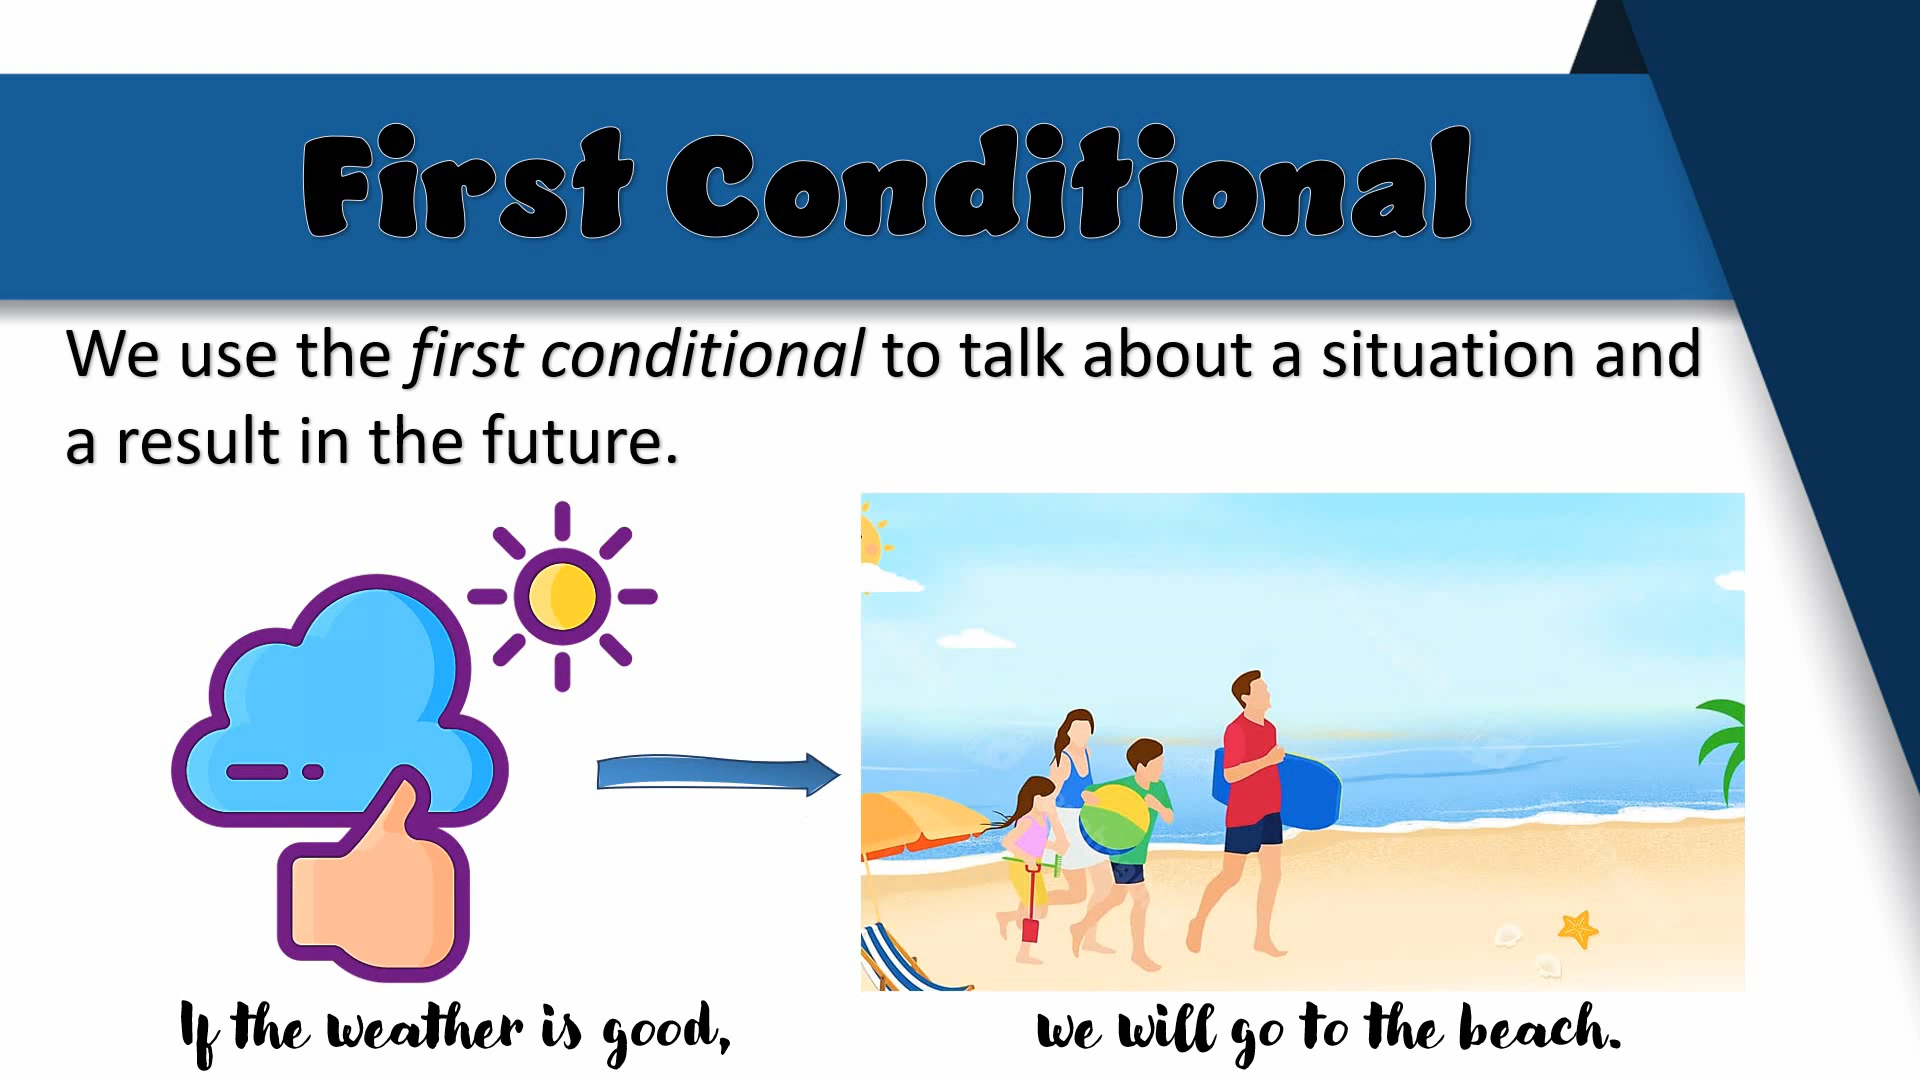 First Conditional
We use the first conditional to talk about a situation and
a result in the future.
If the weather is good,
we will go to the beach.